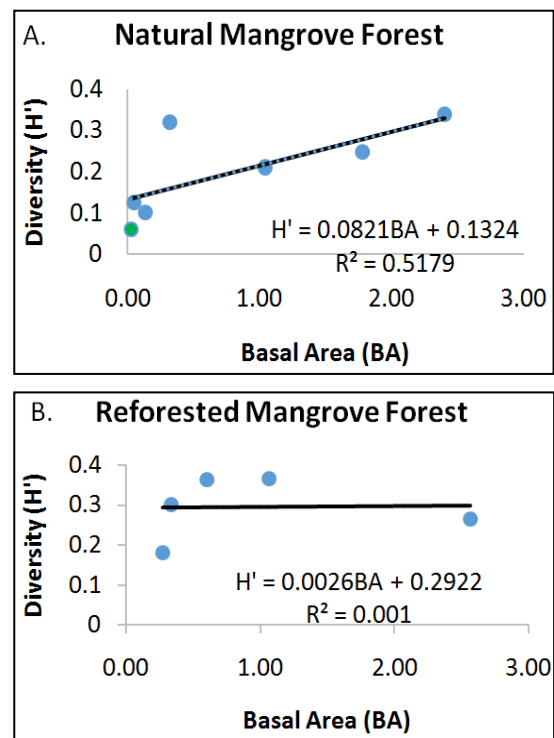 A. Natural Mangrove Forest
Diversity (H')
0.4
0.3
0.2
0.1
0
H' = 0.0821BA + 0.1324
R² = 0.5179
0.00 1.00 2.00 3.00
Basal Area (BA)
B. Reforested Mangrove Forest
Diversity (H')
0.4
0.3
0.2
0.1
0
H' = 0.0026BA + 0.2922
R² = 0.001
0.00 1.00 2.00 3.00
Basal Area (BA)